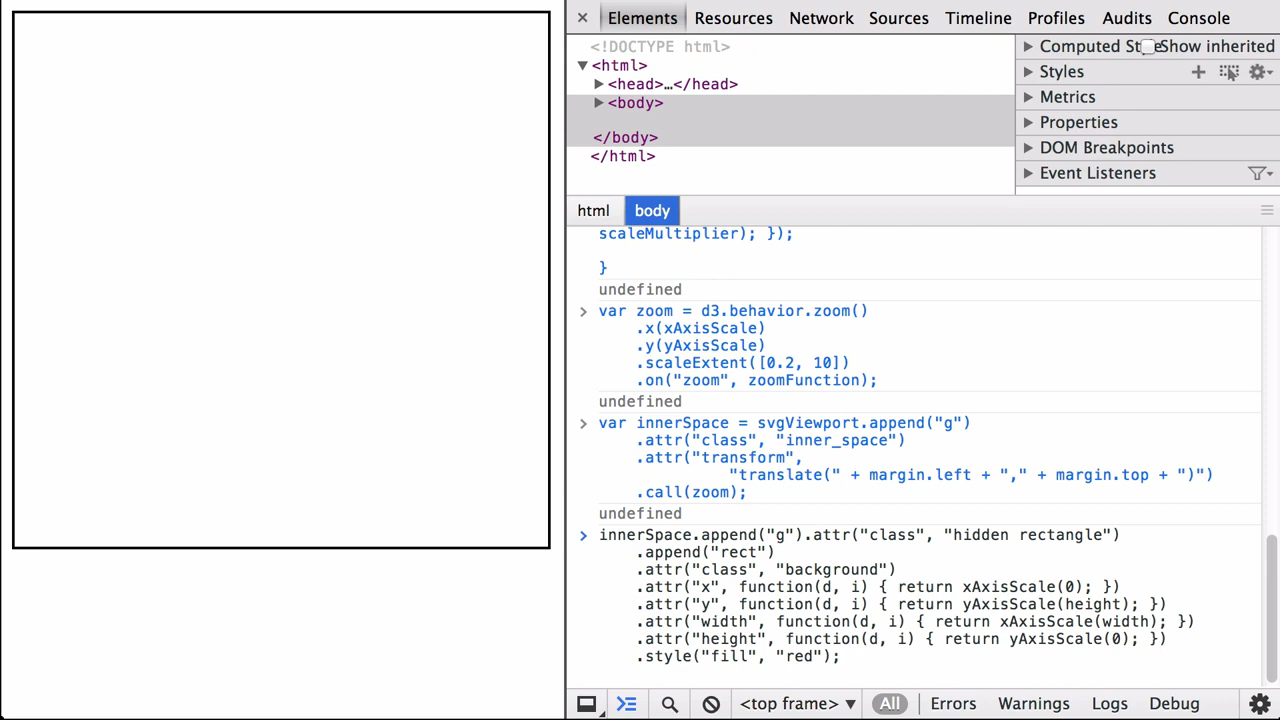 × Elements Resources Network Sources Timeline Profiles Audits Console
<!DOCTYPE html>
▼<html>
▶<head>…</head>
▶<body>
</body>
</html>
▶ Computed Style Show inherited
▶ Styles
▶ Metrics
▶ Properties
▶ DOM Breakpoints
▶ Event Listeners
html body
scaleMultiplier); });
}
undefined
> var zoom = d3.behavior.zoom()
.x(xAxisScale)
.y(yAxisScale)
.scaleExtent([0.2, 10])
.on("zoom", zoomFunction);
undefined
> var innerSpace = svgViewport.append("g")
.attr("class", "inner_space")
.attr("transform",
"translate(" + margin.left + "," + margin.top + ")")
.call(zoom);
undefined
> innerSpace.append("g").attr("class", "hidden rectangle")
.append("rect")
.attr("class", "background")
.attr("x", function(d, i) { return xAxisScale(0); })
.attr("y", function(d, i) { return yAxisScale(height); })
.attr("width", function(d, i) { return xAxisScale(width); })
.attr("height", function(d, i) { return yAxisScale(0); })
.style("fill", "red");
<top frame> ▼ All Errors Warnings Logs Debug